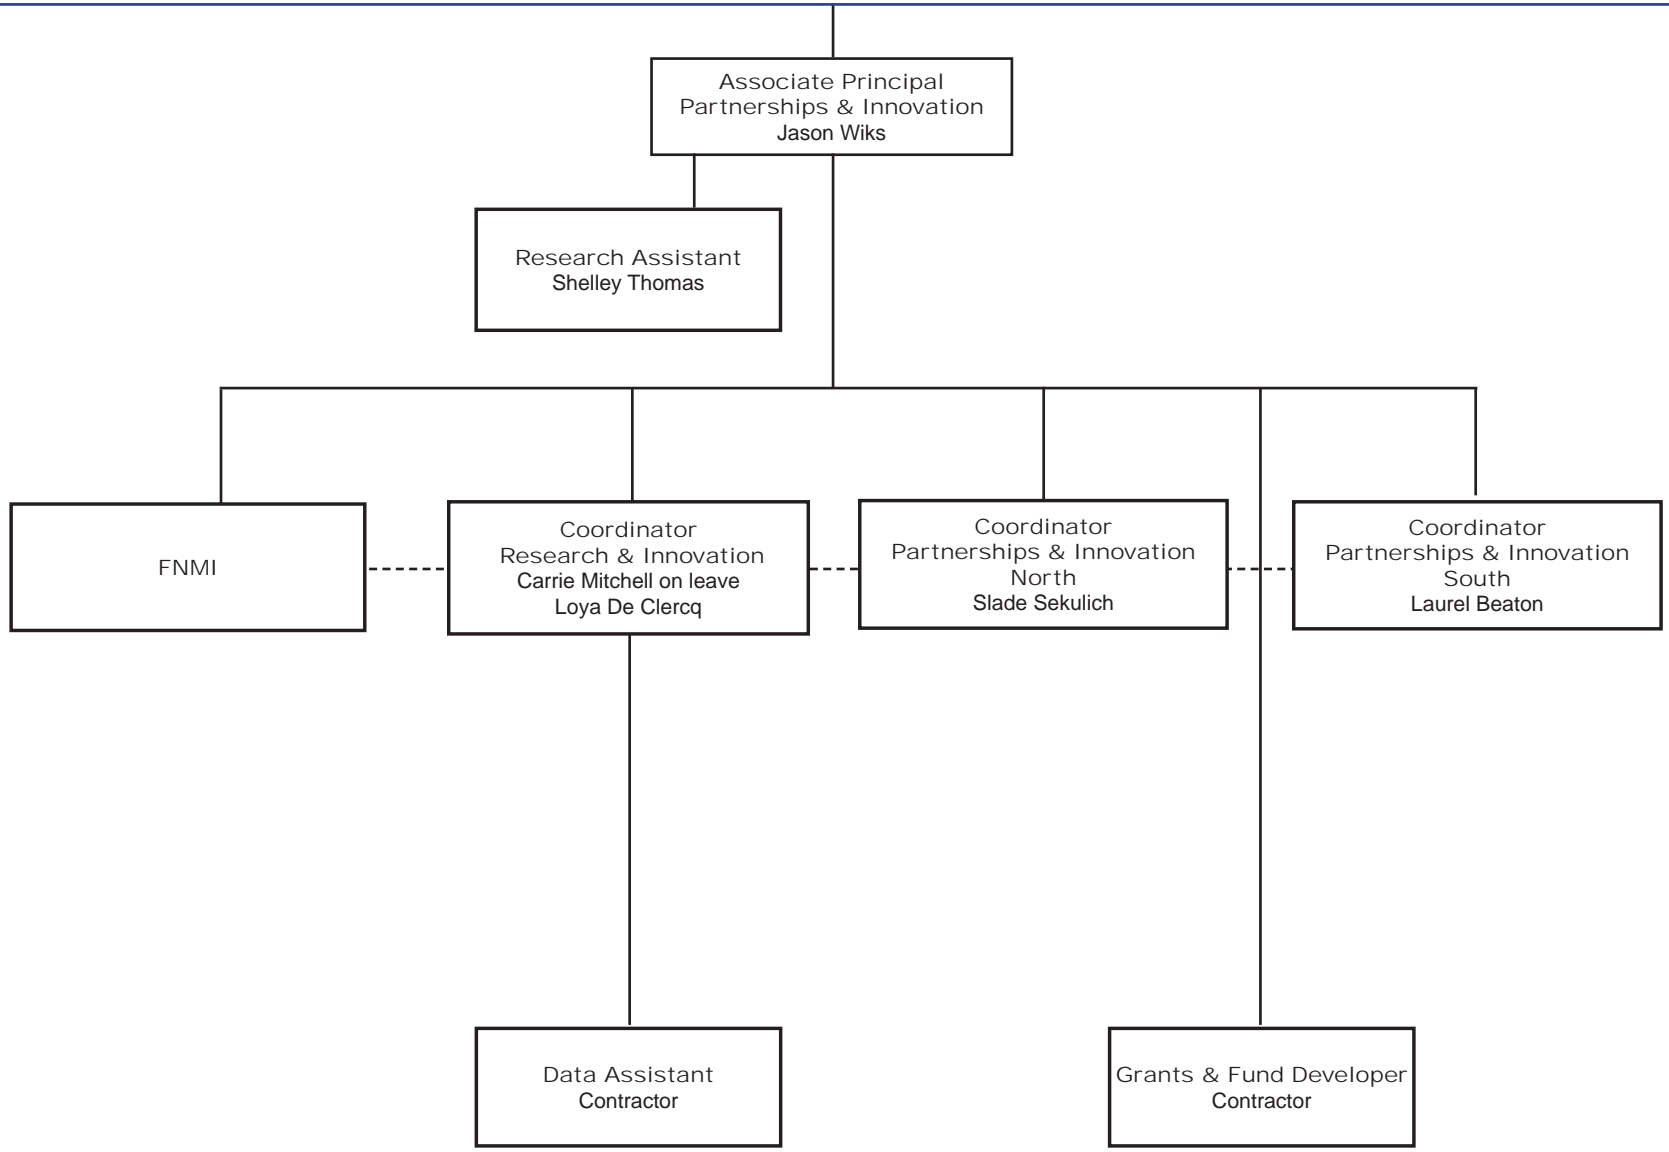 Associate Principal
Partnerships & Innovation
Jason Wiks
Research Assistant
Shelley Thomas
FNMI
Coordinator
Research & Innovation
Carrie Mitchell on leave
Loya De Clercq
Coordinator
Partnerships & Innovation
North
Slade Sekulich
Coordinator
Partnerships & Innovation
South
Laurel Beaton
Data Assistant
Contractor
Grants & Fund Developer
Contractor